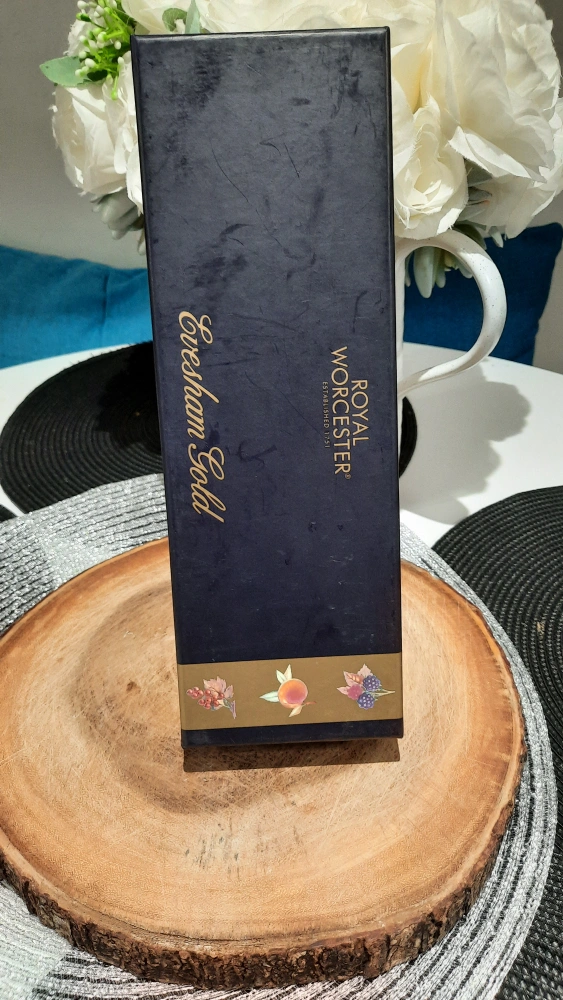 ROYAL
WORCESTER®
ESTABLISHED 1751
Evesham Gold